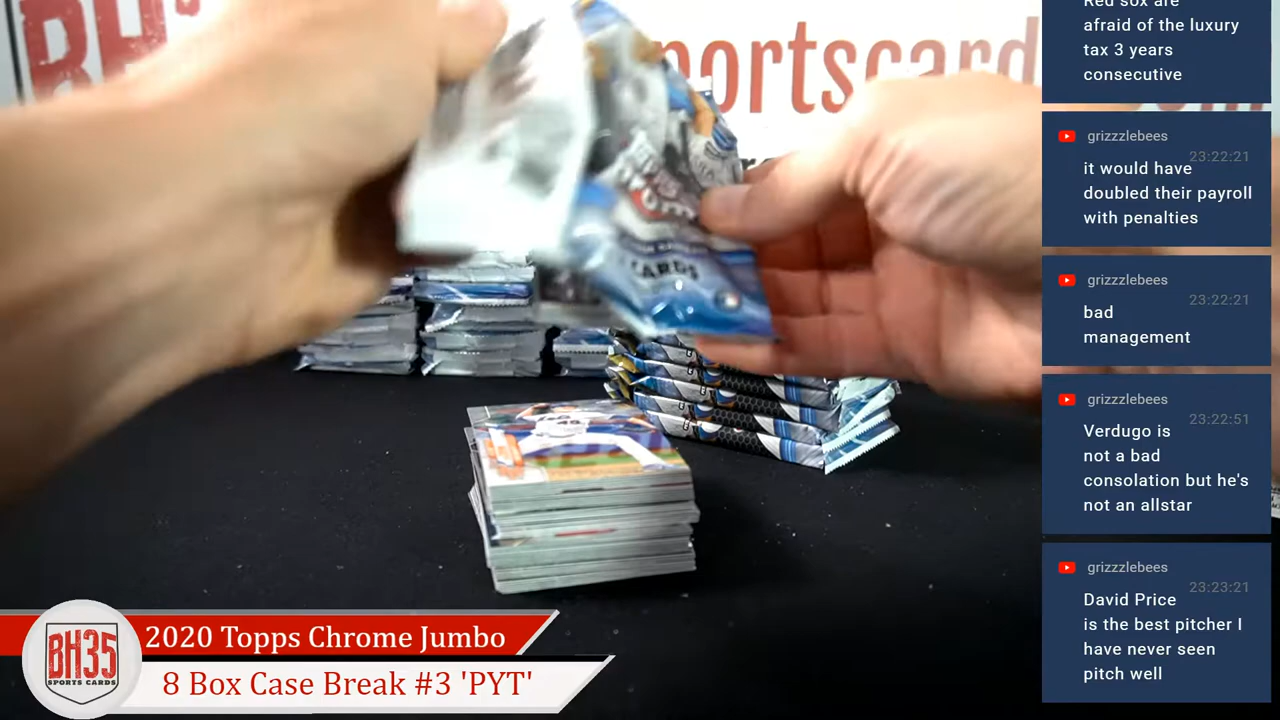 BH3
portscard
CARDS
Red sox are
afraid of the luxury
tax 3 years
consecutive
grizzzlebees
23:22:21
it would have
doubled their payroll
with penalties
grizzzlebees
23:22:21
bad
management
grizzzlebees
23:22:51
Verdugo is
not a bad
consolation but he's
not an allstar
grizzzlebees
23:23:21
David Price
is the best pitcher I
have never seen
pitch well
BH35
SPORTS CARDS
2020 Topps Chrome Jumbo
8 Box Case Break #3 'PYT'